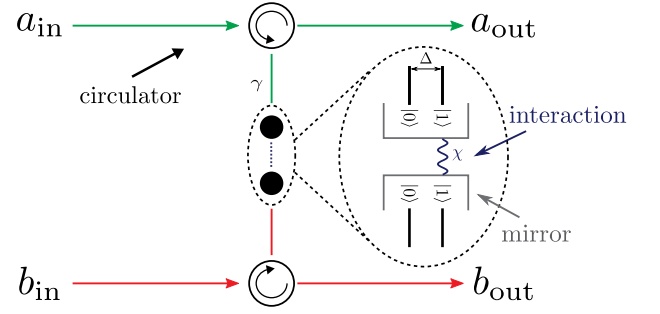 a_in a_out
circulator
γ
Δ
|0⟩ |1⟩
interaction
χ
|0⟩ |1⟩
mirror
b_in b_out